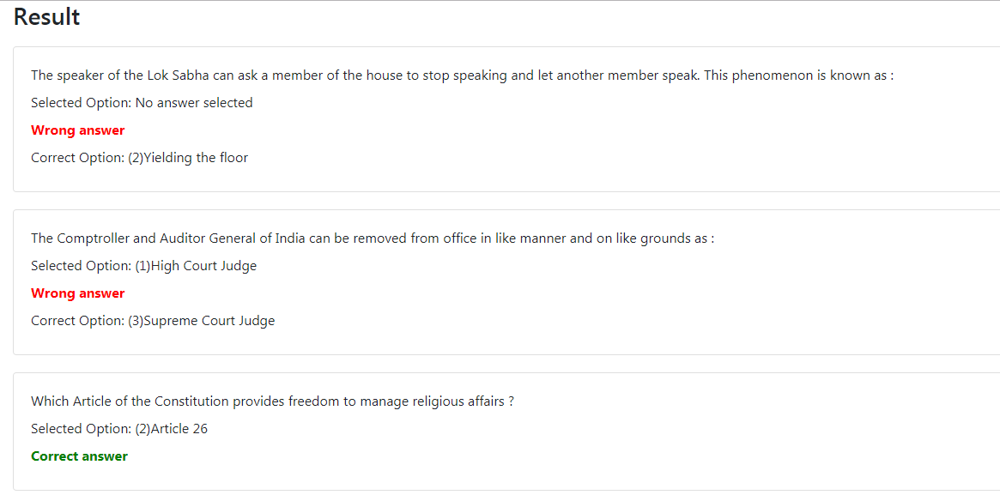 Result
The speaker of the Lok Sabha can ask a member of the house to stop speaking and let another member speak. This phenomenon is known as :
Selected Option: No answer selected
Wrong answer
Correct Option: (2)Yielding the floor
The Comptroller and Auditor General of India can be removed from office in like manner and on like grounds as :
Selected Option: (1)High Court Judge
Wrong answer
Correct Option: (3)Supreme Court Judge
Which Article of the Constitution provides freedom to manage religious affairs ?
Selected Option: (2)Article 26
Correct answer